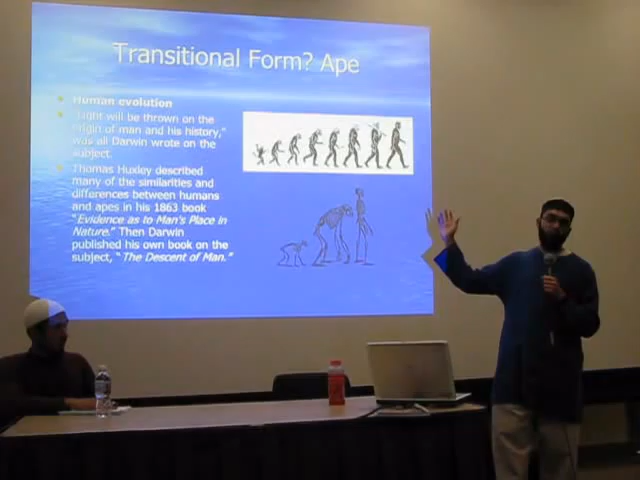 Transitional Form? Ape
Human evolution
"Light will be thrown on the
origin of man and his history,"
was all Darwin wrote on the
subject.
Thomas Huxley described
many of the similarities and
differences between humans
and apes in his 1863 book
"Evidence as to Man's Place in
Nature." Then Darwin
published his own book on the
subject, "The Descent of Man."